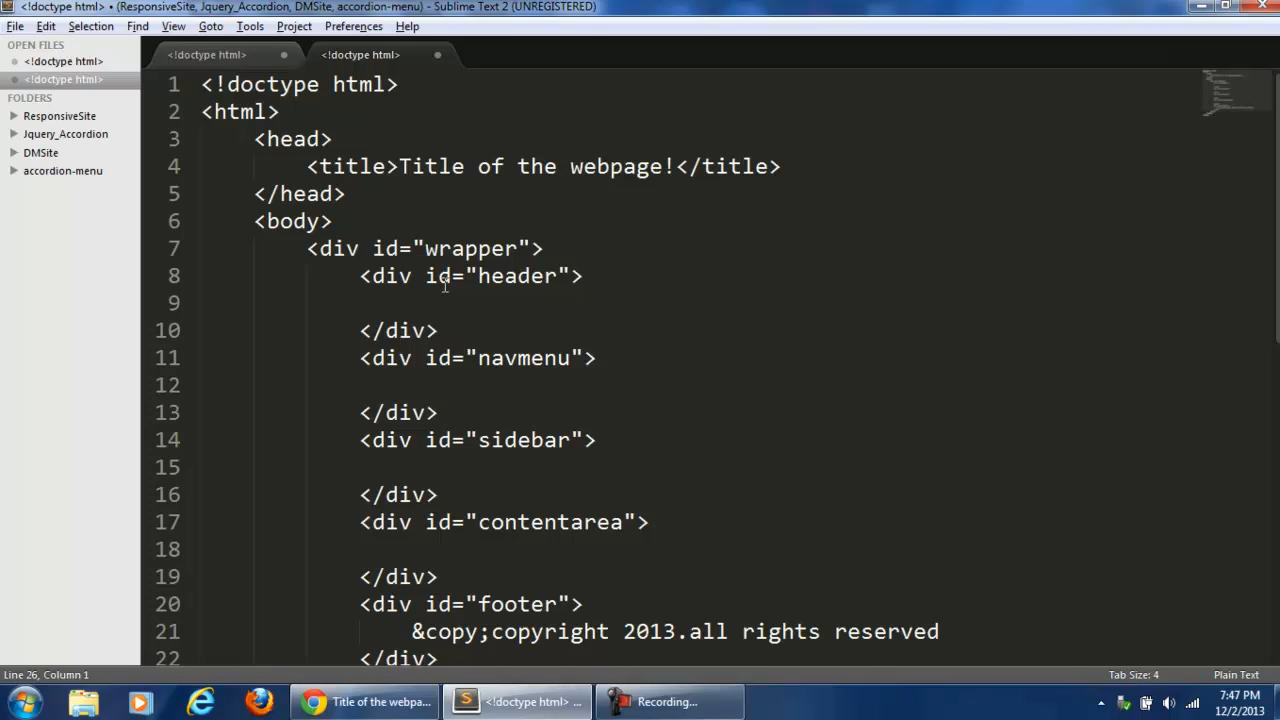 <!doctype html> • (ResponsiveSite, Jquery_Accordion, DMSite, accordion-menu) - Sublime Text 2 (UNREGISTERED)
File Edit Selection Find View Goto Tools Project Preferences Help
OPEN FILES
<!doctype html>
<!doctype html>
FOLDERS
ResponsiveSite
Jquery_Accordion
DMSite
accordion-menu
<!doctype html> <!doctype html>
1 <!doctype html>
2 <html>
3 <head>
4 <title>Title of the webpage!</title>
5 </head>
6 <body>
7 <div id="wrapper">
8 <div id="header">
9
10 </div>
11 <div id="navmenu">
12
13 </div>
14 <div id="sidebar">
15
16 </div>
17 <div id="contentarea">
18
19 </div>
20 <div id="footer">
21 &copy;copyright 2013.all rights reserved
22 </div>
Line 26, Column 1 Tab Size: 4 Plain Text
Title of the webpa... <!doctype html> ... Recording... 7:47 PM
12/2/2013